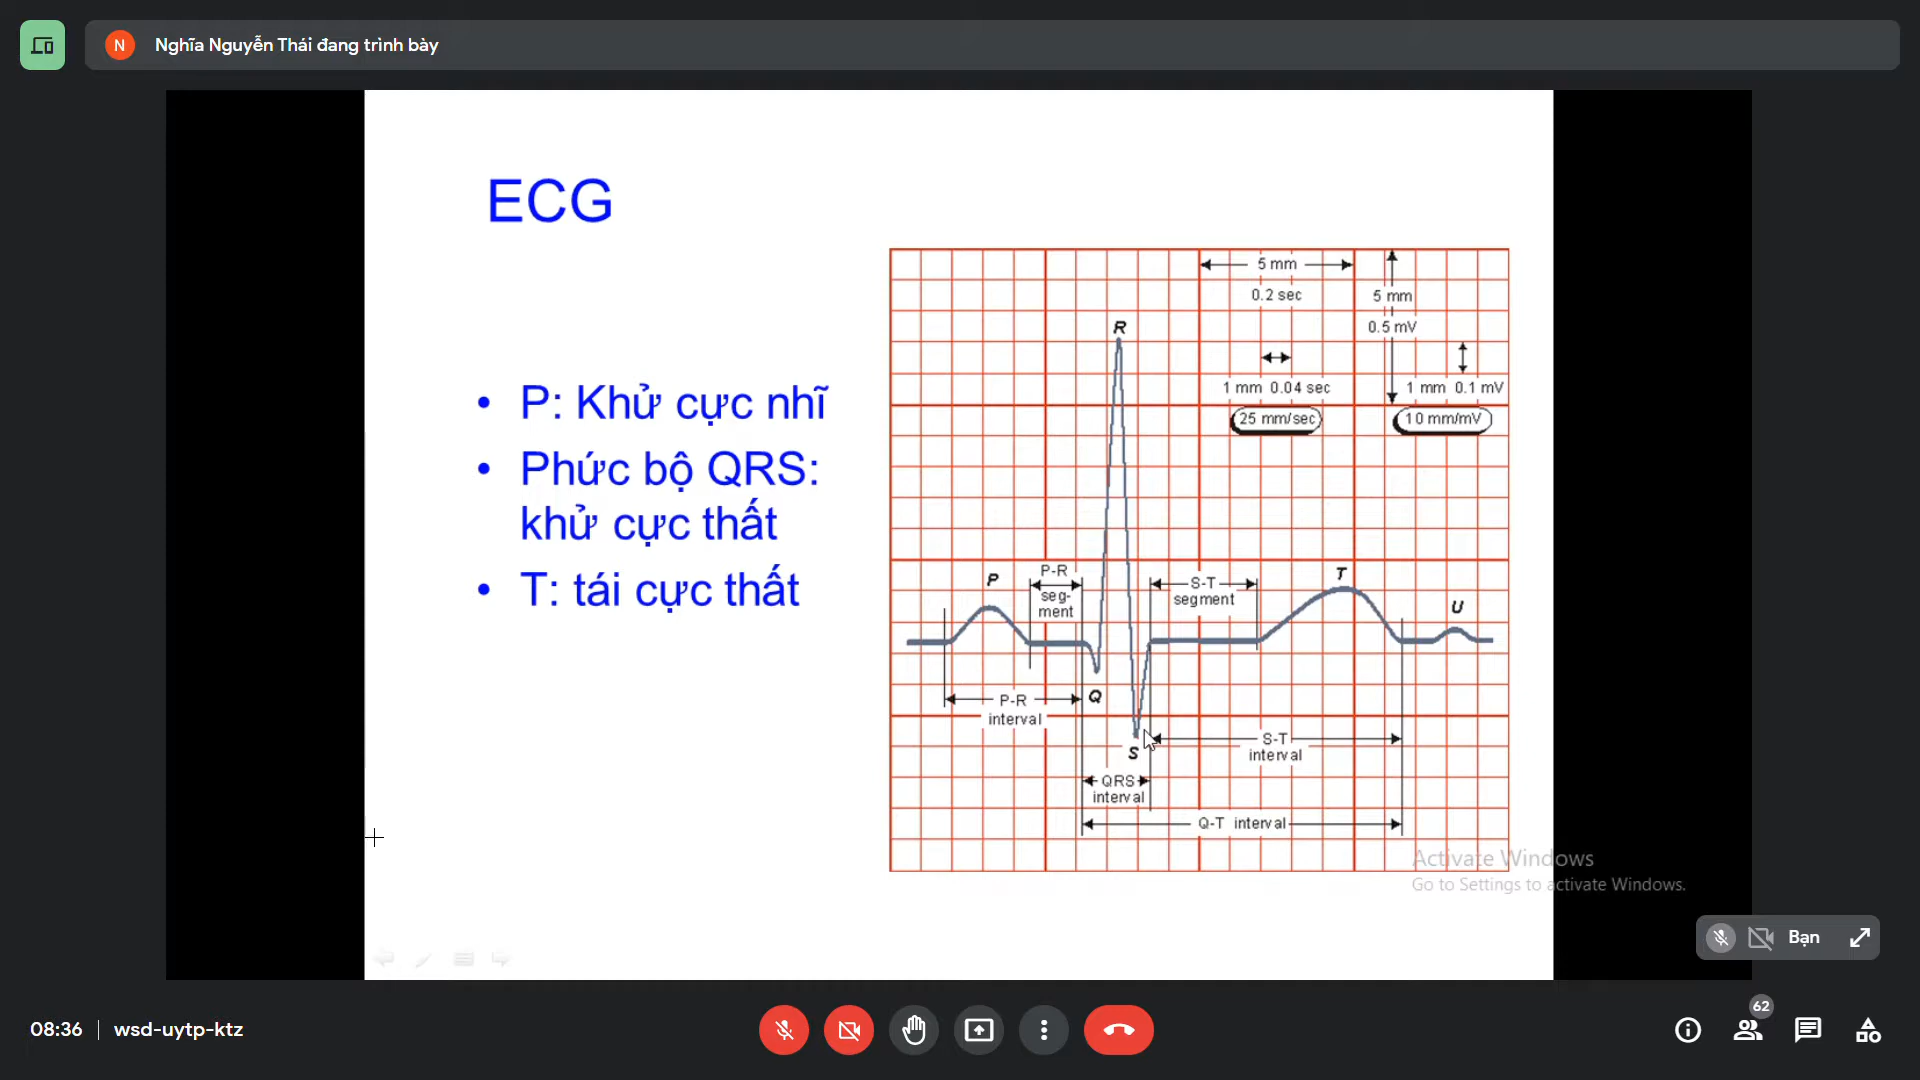 N Nghĩa Nguyễn Thái đang trình bày
ECG
• P: Khử cực nhĩ
• Phức bộ QRS:
khử cực thất
• T: tái cực thất
5 mm
0.2 sec
5 mm
0.5 mV
1 mm 0.04 sec
1 mm 0.1 mV
25 mm/sec
10 mm/mV
R
P
P-R
seg-
ment
S-T
segment
T
U
Q
P-R
interval
S
S-T
interval
QRS
interval
Q-T interval
Activate Windows
Go to Settings to activate Windows.
Bạn
08:36 | wsd-uytp-ktz
62